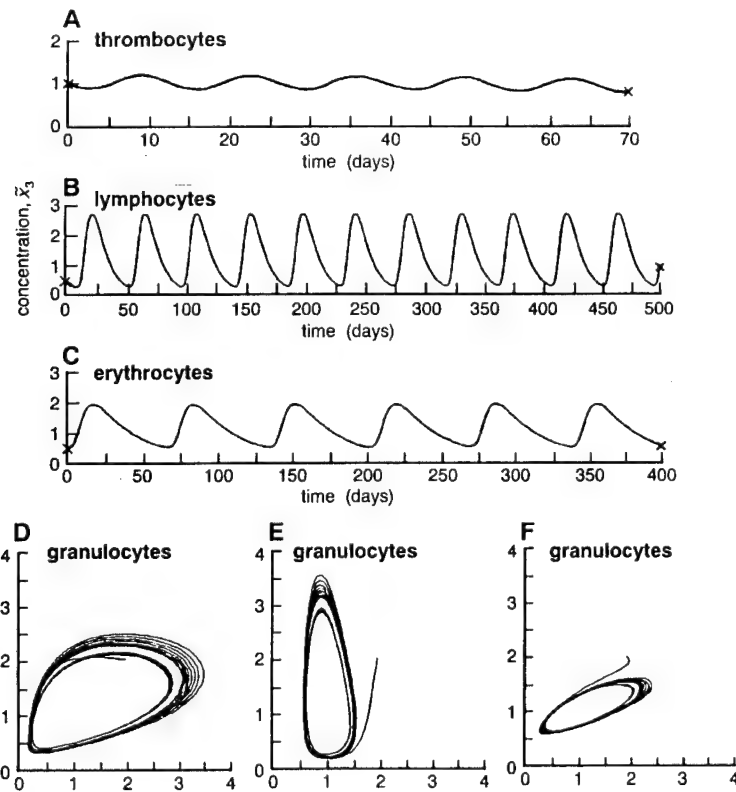 A
thrombocytes
2
1
0
0 10 20 30 40 50 60 70
time (days)
B
lymphocytes
concentration, x̃₃
3
2
1
0
0 50 100 150 200 250 300 350 400 450 500
time (days)
C
erythrocytes
3
2
1
0
0 50 100 150 200 250 300 350 400
time (days)
D
granulocytes
4
3
2
1
0
0 1 2 3 4
E
granulocytes
4
3
2
1
0
0 1 2 3 4
F
granulocytes
4
3
2
1
0
0 1 2 3 4